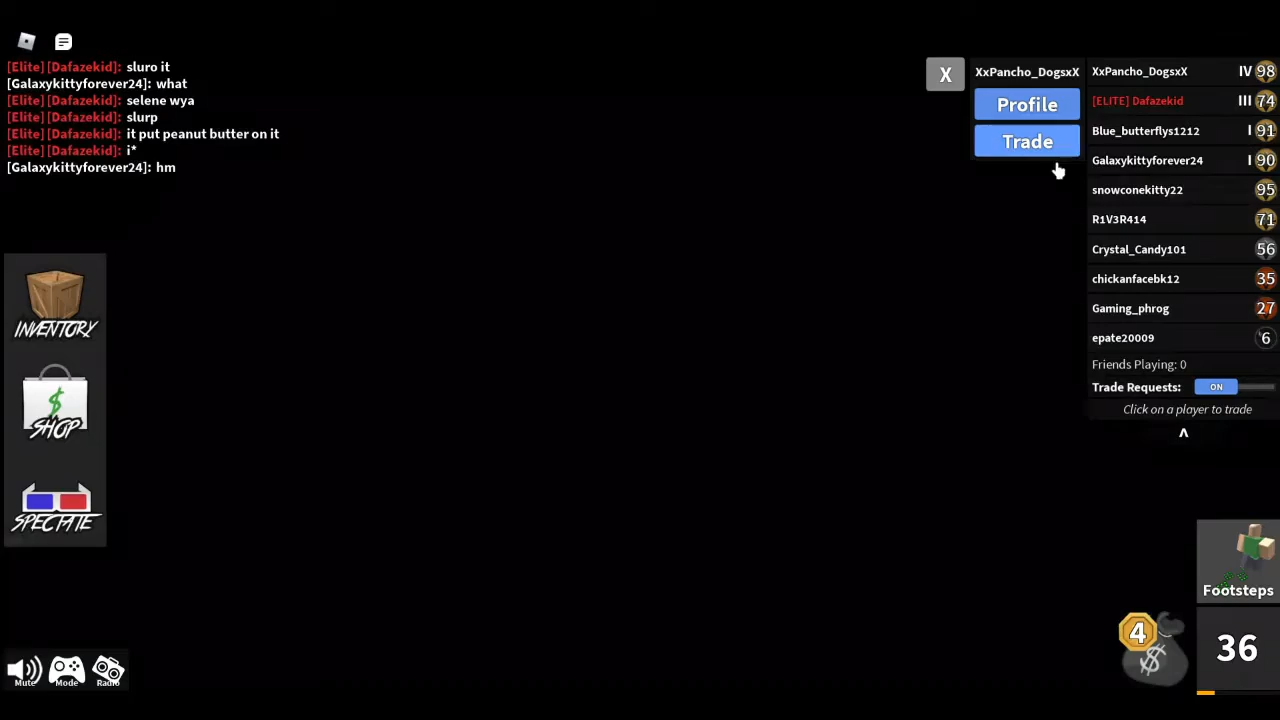 [Elite] [Dafazekid]: sluro it
[Galaxykittyforever24]: what
[Elite] [Dafazekid]: selene wya
[Elite] [Dafazekid]: slurp
[Elite] [Dafazekid]: it put peanut butter on it
[Elite] [Dafazekid]: i*
[Galaxykittyforever24]: hm
X
XxPancho_DogsxX
Profile
Trade
XxPancho_DogsxX IV 98
[ELITE] Dafazekid III 74
Blue_butterflys1212 I 91
Galaxykittyforever24 I 90
snowconekitty22 95
R1V3R414 71
Crystal_Candy101 56
chickanfacebk12 35
Gaming_phrog 27
epate20009 6
Friends Playing: 0
Trade Requests: ON
Click on a player to trade
INVENTORY
$
SHOP
SPECTATE
Mute
Mode
Radio
Footsteps
4
$
36